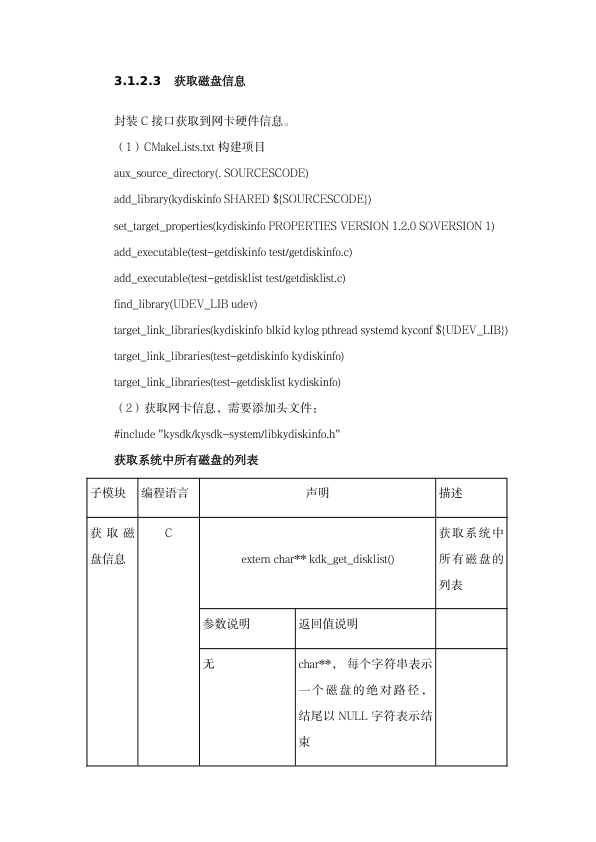 3.1.2.3 获取磁盘信息
封装 C 接口获取到网卡硬件信息。
（1）CMakeLists.txt 构建项目
aux_source_directory(. SOURCESCODE)
add_library(kydiskinfo SHARED ${SOURCESCODE})
set_target_properties(kydiskinfo PROPERTIES VERSION 1.2.0 SOVERSION 1)
add_executable(test-getdiskinfo test/getdiskinfo.c)
add_executable(test-getdisklist test/getdisklist.c)
find_library(UDEV_LIB udev)
target_link_libraries(kydiskinfo blkid kylog pthread systemd kyconf ${UDEV_LIB})
target_link_libraries(test-getdiskinfo kydiskinfo)
target_link_libraries(test-getdisklist kydiskinfo)
（2）获取网卡信息，需要添加头文件：
#include "kysdk/kysdk-system/libkydiskinfo.h"
获取系统中所有磁盘的列表
子模块 编程语言 声明 描述
获取磁
盘信息
C
extern char** kdk_get_disklist()
获取系统中
所有磁盘的
列表
参数说明 返回值说明
无
char**， 每个字符串表示
一个磁盘的绝对路径，
结尾以 NULL 字符表示结
束